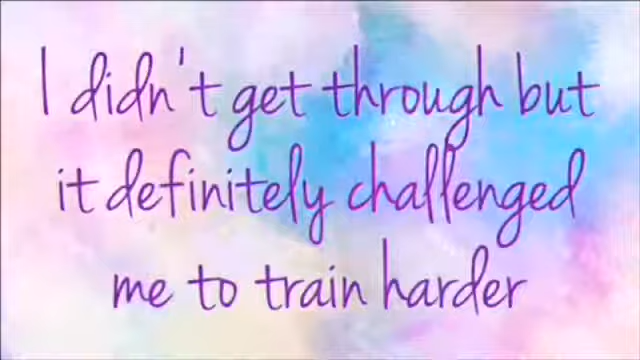 I didn't get through but
it definitely challenged
me to train harder